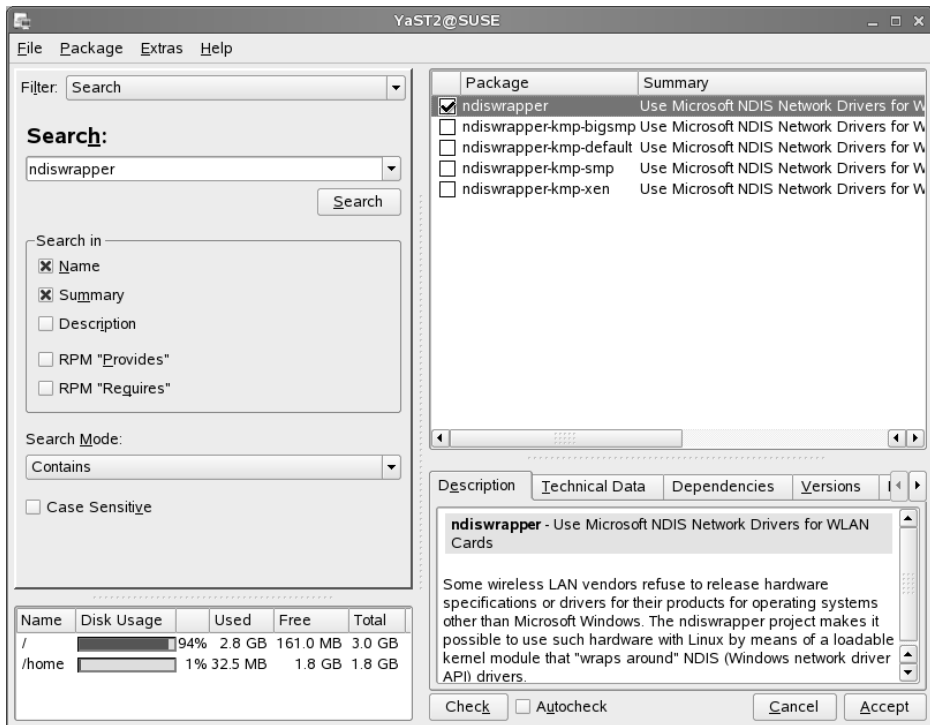 YaST2@SUSE
File Package Extras Help
Filter: Search
Search:
ndiswrapper
Search
Search in
Name
Summary
Description
RPM "Provides"
RPM "Requires"
Search Mode:
Contains
Case Sensitive
Name Disk Usage Used Free Total
/ 94% 2.8 GB 161.0 MB 3.0 GB
/home 1% 32.5 MB 1.8 GB 1.8 GB
Package Summary
ndiswrapper Use Microsoft NDIS Network Drivers for W
ndiswrapper-kmp-bigsmp Use Microsoft NDIS Network Drivers for W
ndiswrapper-kmp-default Use Microsoft NDIS Network Drivers for W
ndiswrapper-kmp-smp Use Microsoft NDIS Network Drivers for W
ndiswrapper-kmp-xen Use Microsoft NDIS Network Drivers for W
Description Technical Data Dependencies Versions
ndiswrapper - Use Microsoft NDIS Network Drivers for WLAN
Cards
Some wireless LAN vendors refuse to release hardware
specifications or drivers for their products for operating systems
other than Microsoft Windows. The ndiswrapper project makes it
possible to use such hardware with Linux by means of a loadable
kernel module that "wraps around" NDIS (Windows network driver
API) drivers.
Check Autocheck Cancel Accept